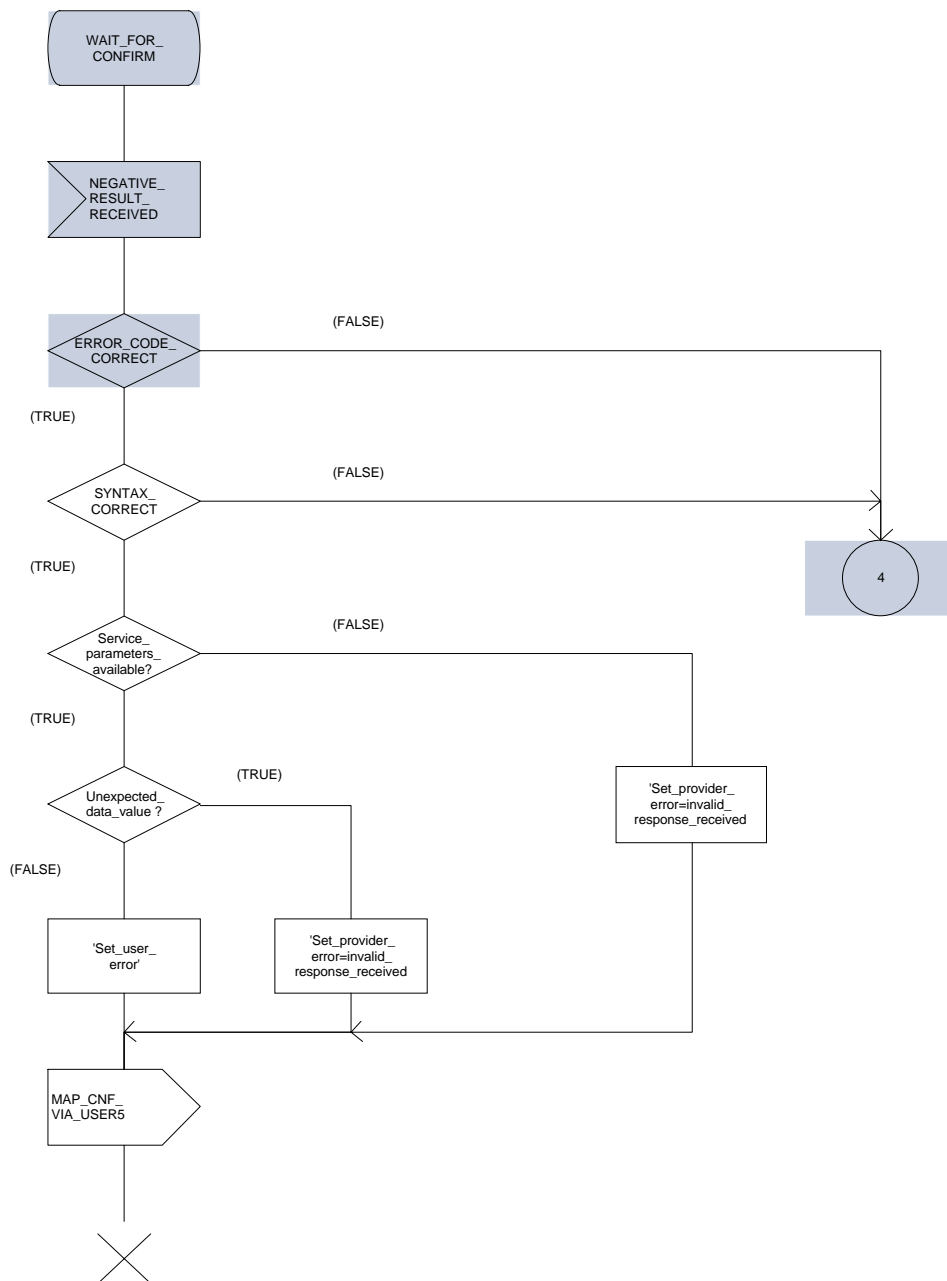 WAIT_FOR_
CONFIRM
NEGATIVE_
RESULT_
RECEIVED
(FALSE)
ERROR_CODE_
CORRECT
(TRUE)
(FALSE)
SYNTAX_
CORRECT
(TRUE)
4
(FALSE)
Service_
parameters_
available?
(TRUE)
(TRUE)
Unexpected_
data_value ?
'Set_provider_
error=invalid_
response_received
(FALSE)
'Set_user_
error'
'Set_provider_
error=invalid_
response_received
MAP_CNF_
VIA_USER5